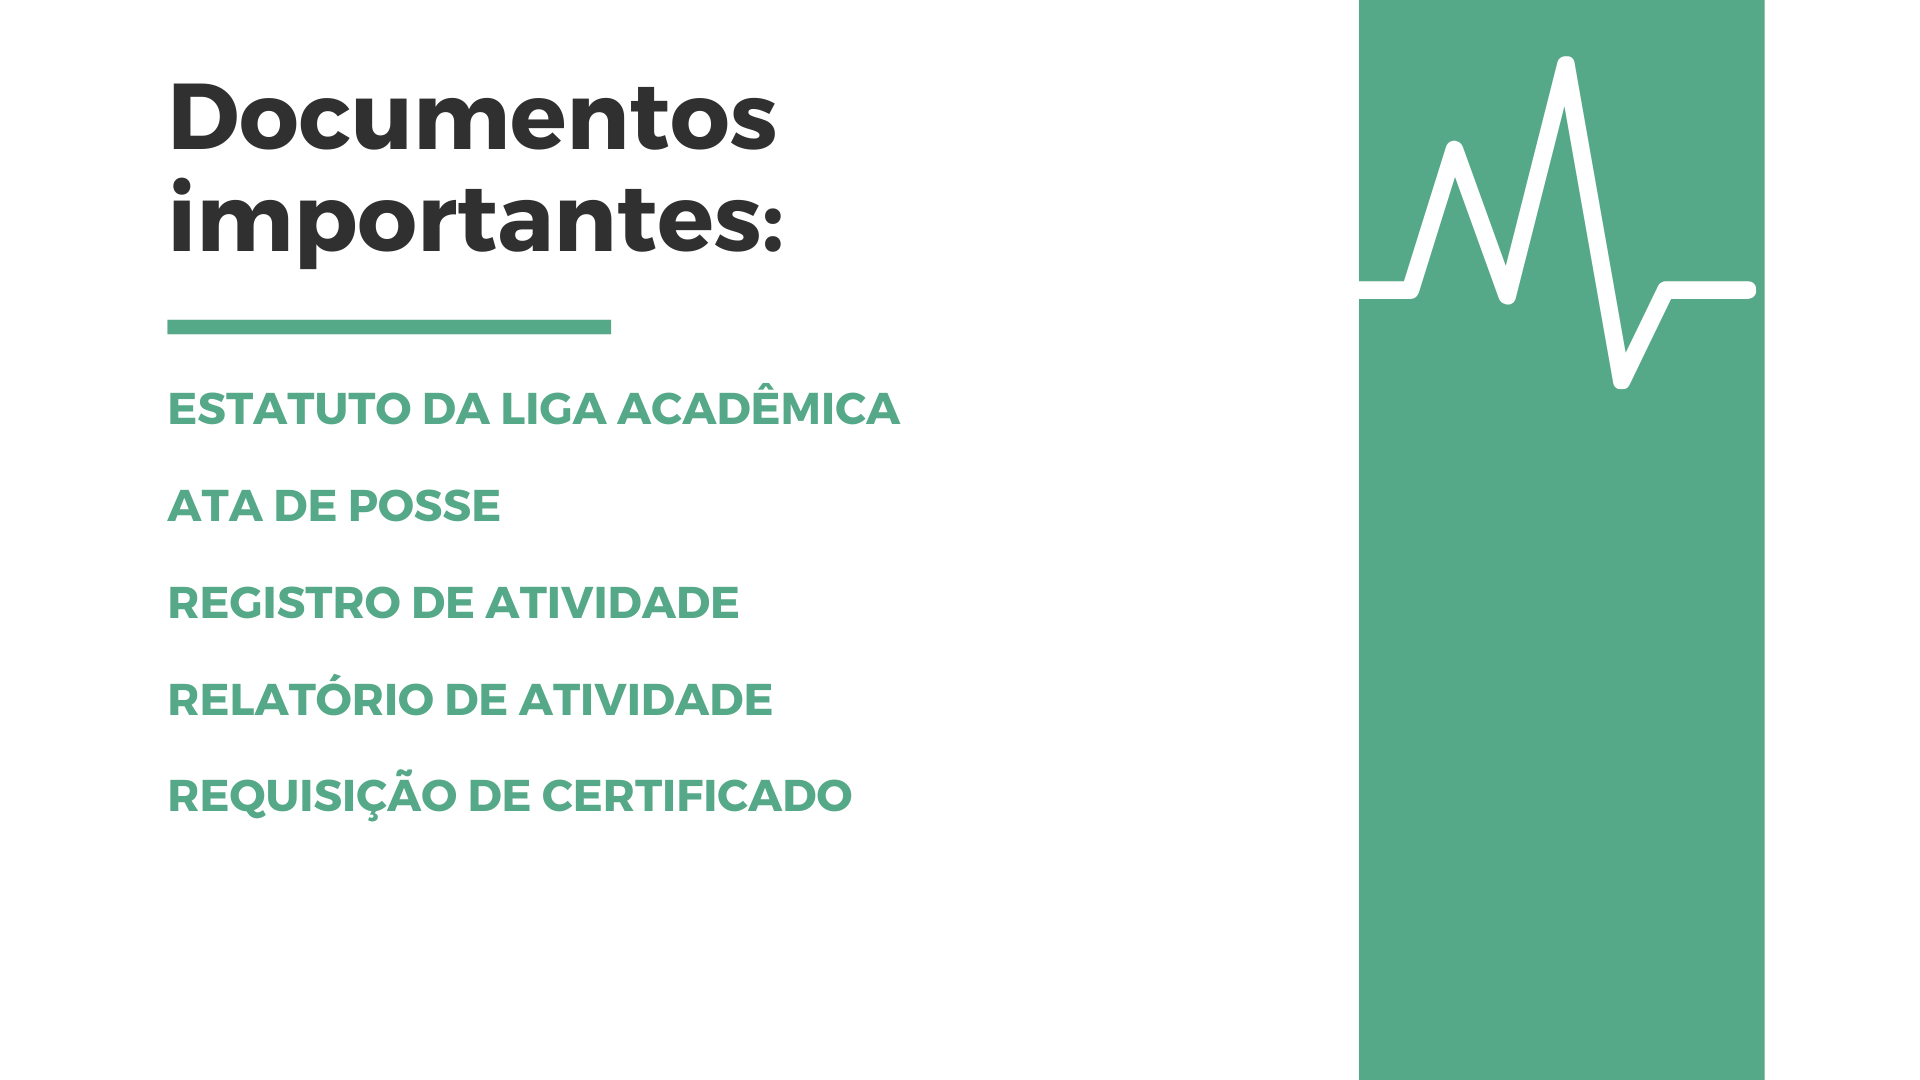 Documentos
importantes:
ESTATUTO DA LIGA ACADÊMICA
ATA DE POSSE
REGISTRO DE ATIVIDADE
RELATÓRIO DE ATIVIDADE
REQUISIÇÃO DE CERTIFICADO